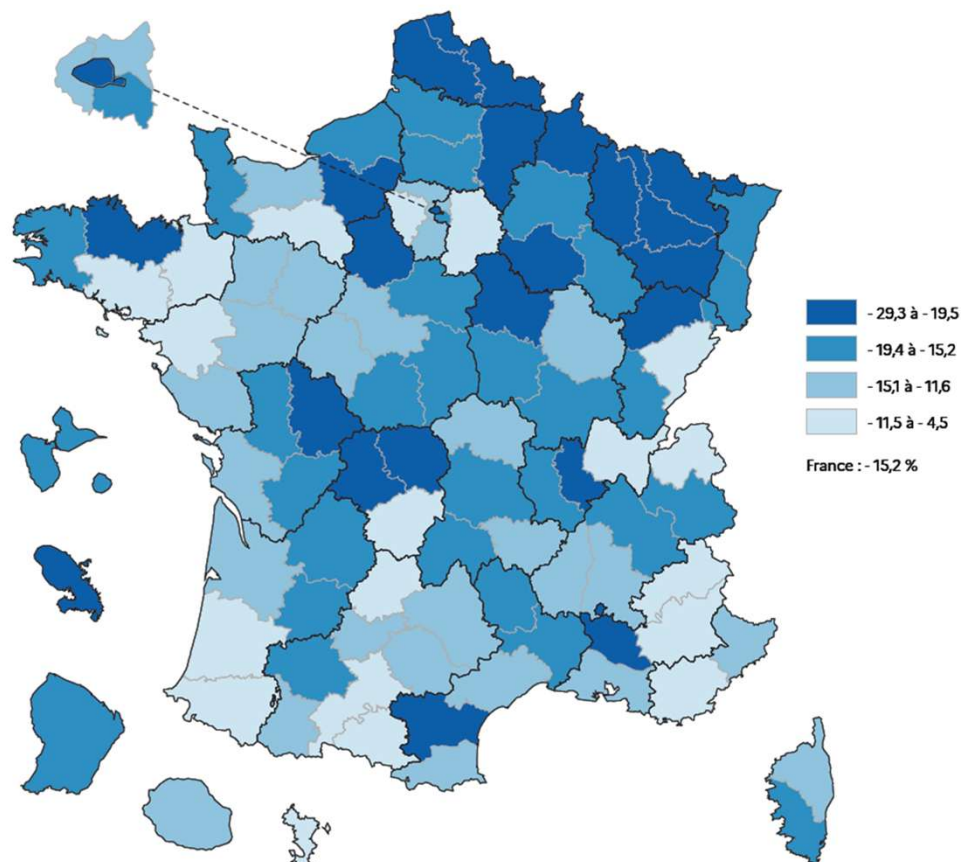 - 29,3 à - 19,5
- 19,4 à - 15,2
- 15,1 à - 11,6
- 11,5 à - 4,5
France : - 15,2 %